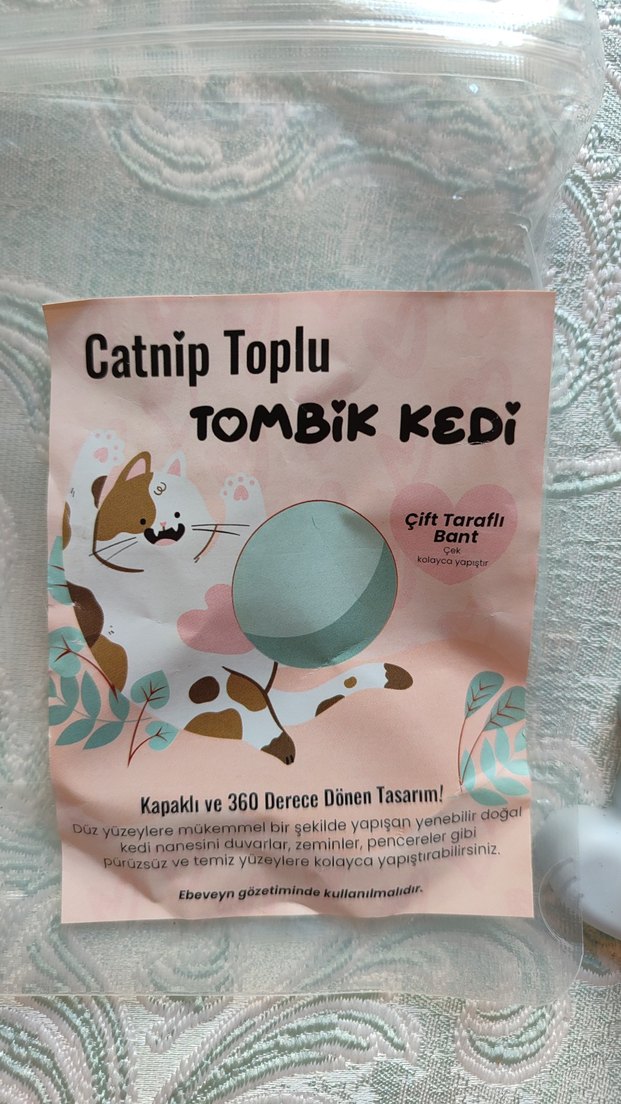 Catnip Toplu
TOMBİK KEDİ
Çift Taraflı
Bant
Çek
kolayca yapıştır
Kapaklı ve 360 Derece Dönen Tasarım!
Düz yüzeylere mükemmel bir şekilde yapışan yenebilir doğal
kedi nanesini duvarlar, zeminler, pencereler gibi
pürüzsüz ve temiz yüzeylere kolayca yapıştırabilirsiniz.
Ebeveyn gözetiminde kullanılmalıdır.